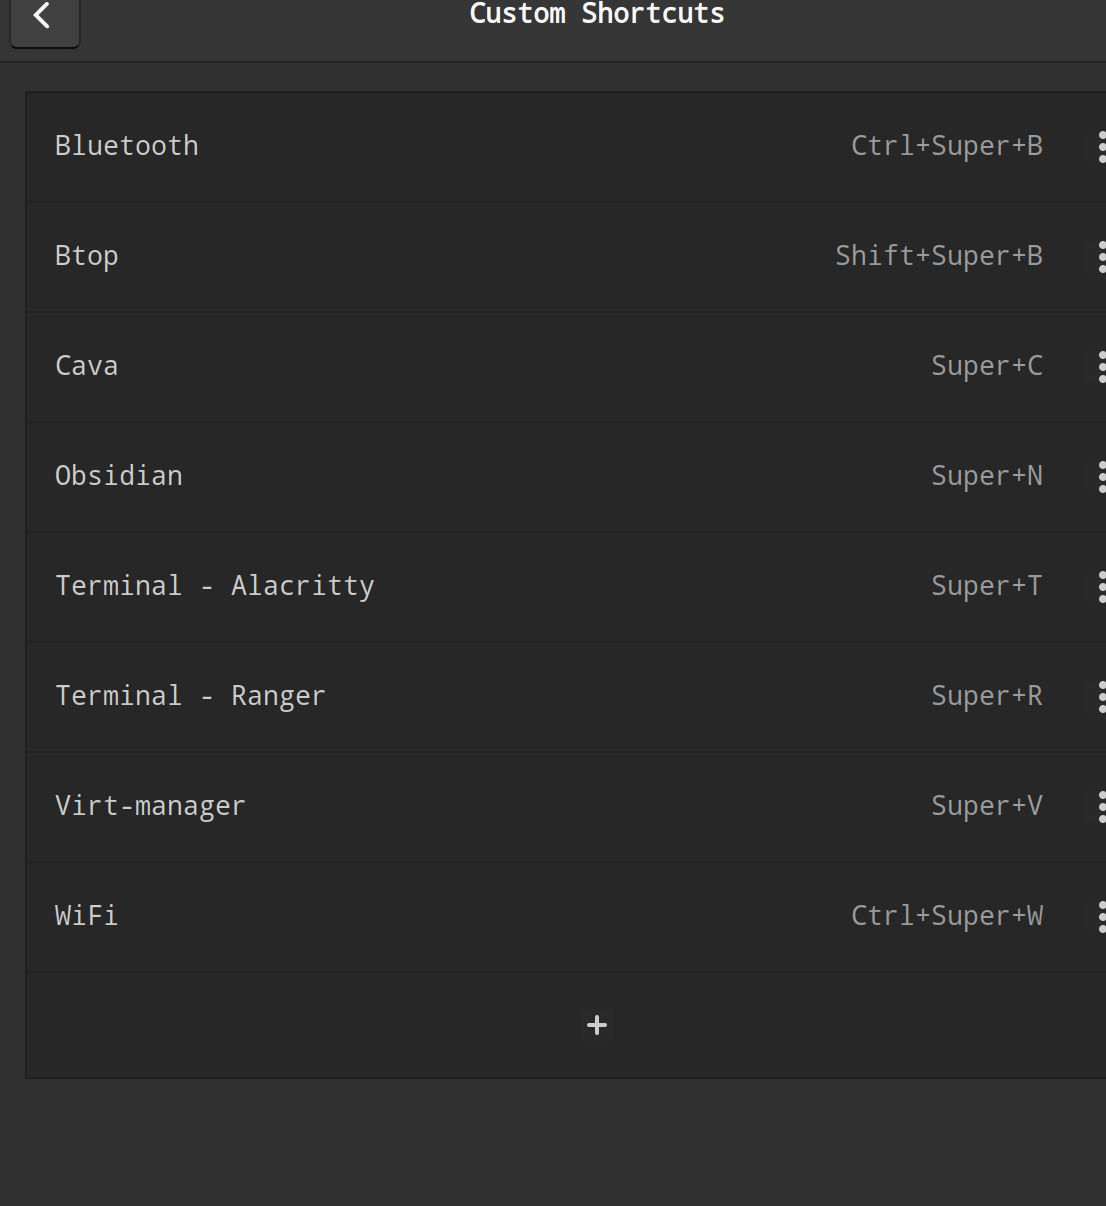 Custom Shortcuts
Bluetooth Ctrl+Super+B
Btop Shift+Super+B
Cava Super+C
Obsidian Super+N
Terminal - Alacritty Super+T
Terminal - Ranger Super+R
Virt-manager Super+V
WiFi Ctrl+Super+W